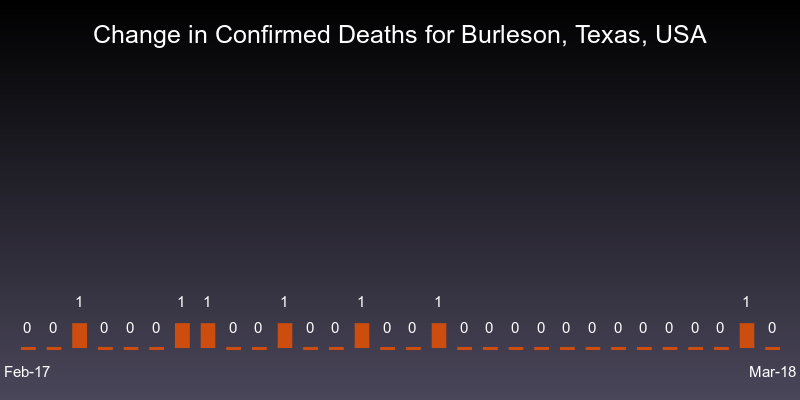 Change in Confirmed Deaths for Burleson, Texas, USA
1 1 1 1 1 1 1
0 0 0 0 0 0 0 0 0 0 0 0 0 0 0 0 0 0 0 0 0 0 0
Feb-17 Mar-18